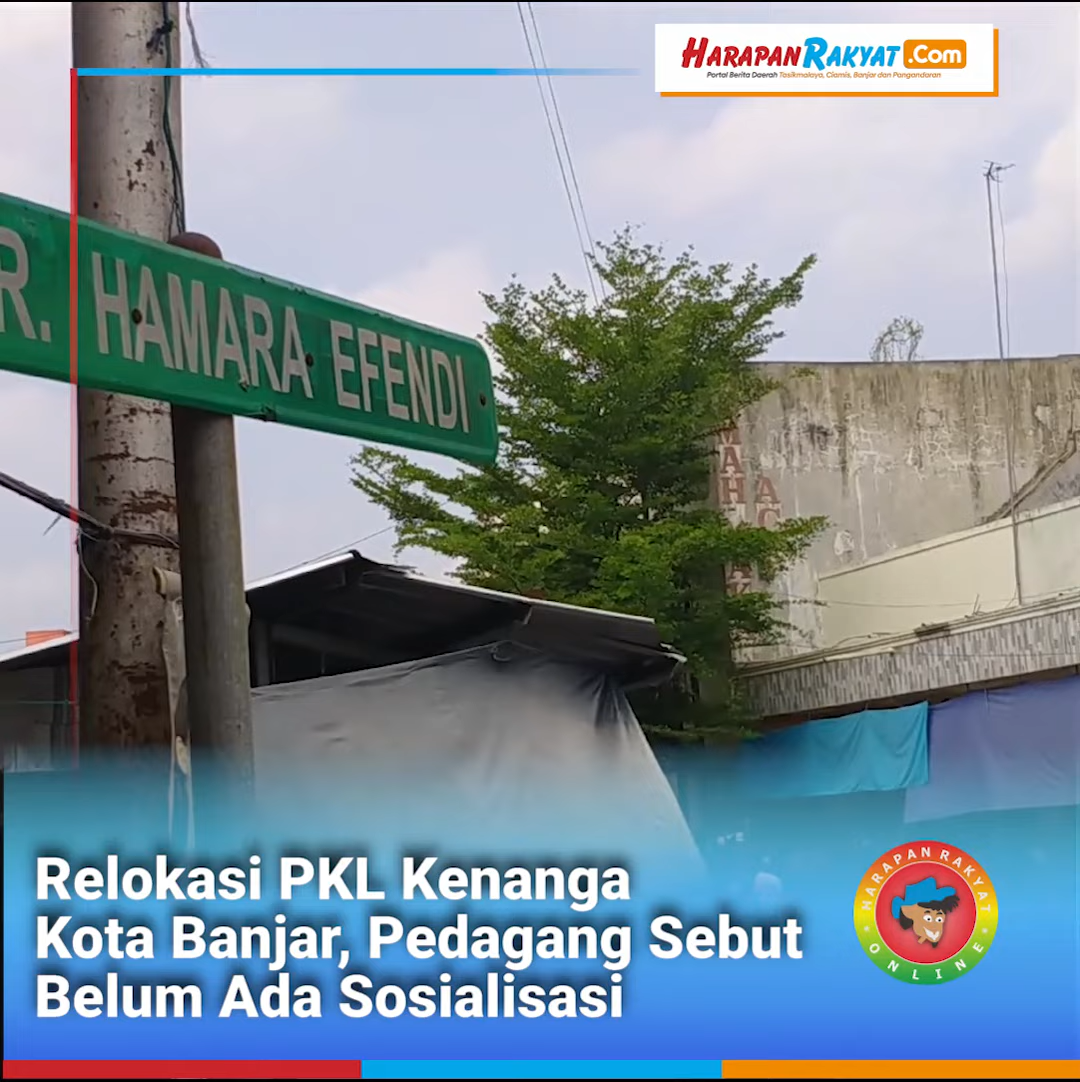 HARAPANRAKYAT.Com
Portal Berita Daerah Tasikmalaya, Ciamis, Banjar dan Pangandaran
R. HAMARA EFENDI
MAH
Relokasi PKL Kenanga
Kota Banjar, Pedagang Sebut
Belum Ada Sosialisasi
HARAPAN RAKYAT
ONLINE